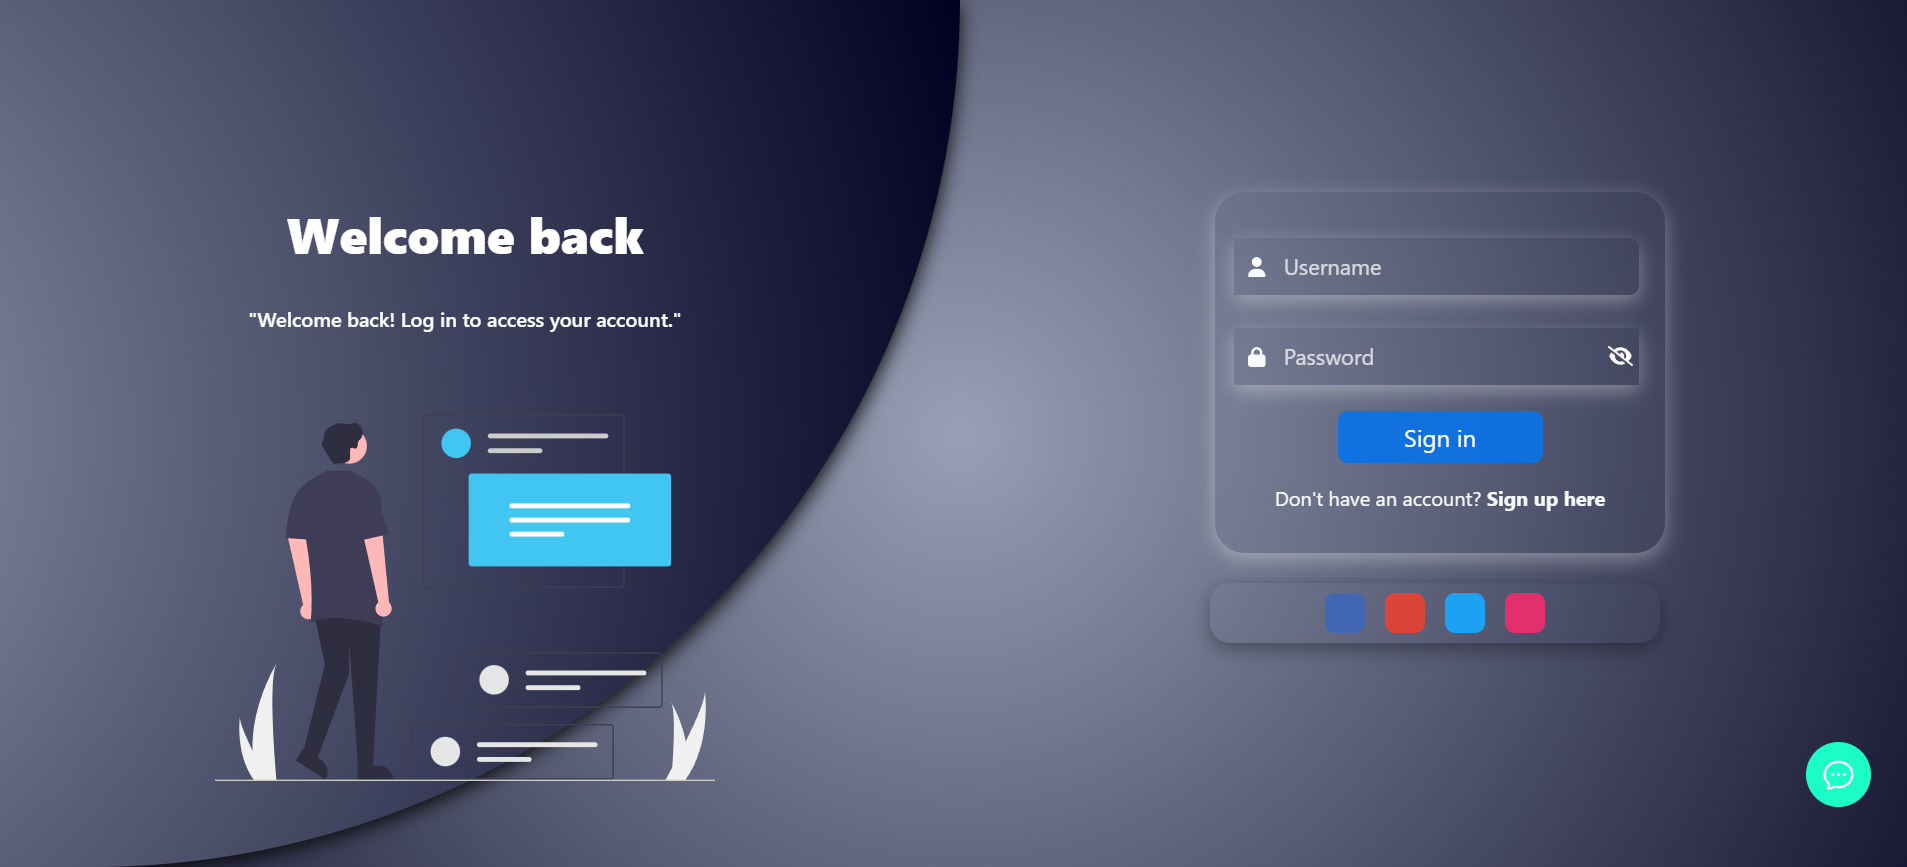 Welcome back
"Welcome back! Log in to access your account."
Username
Password
Sign in
Don't have an account? Sign up here